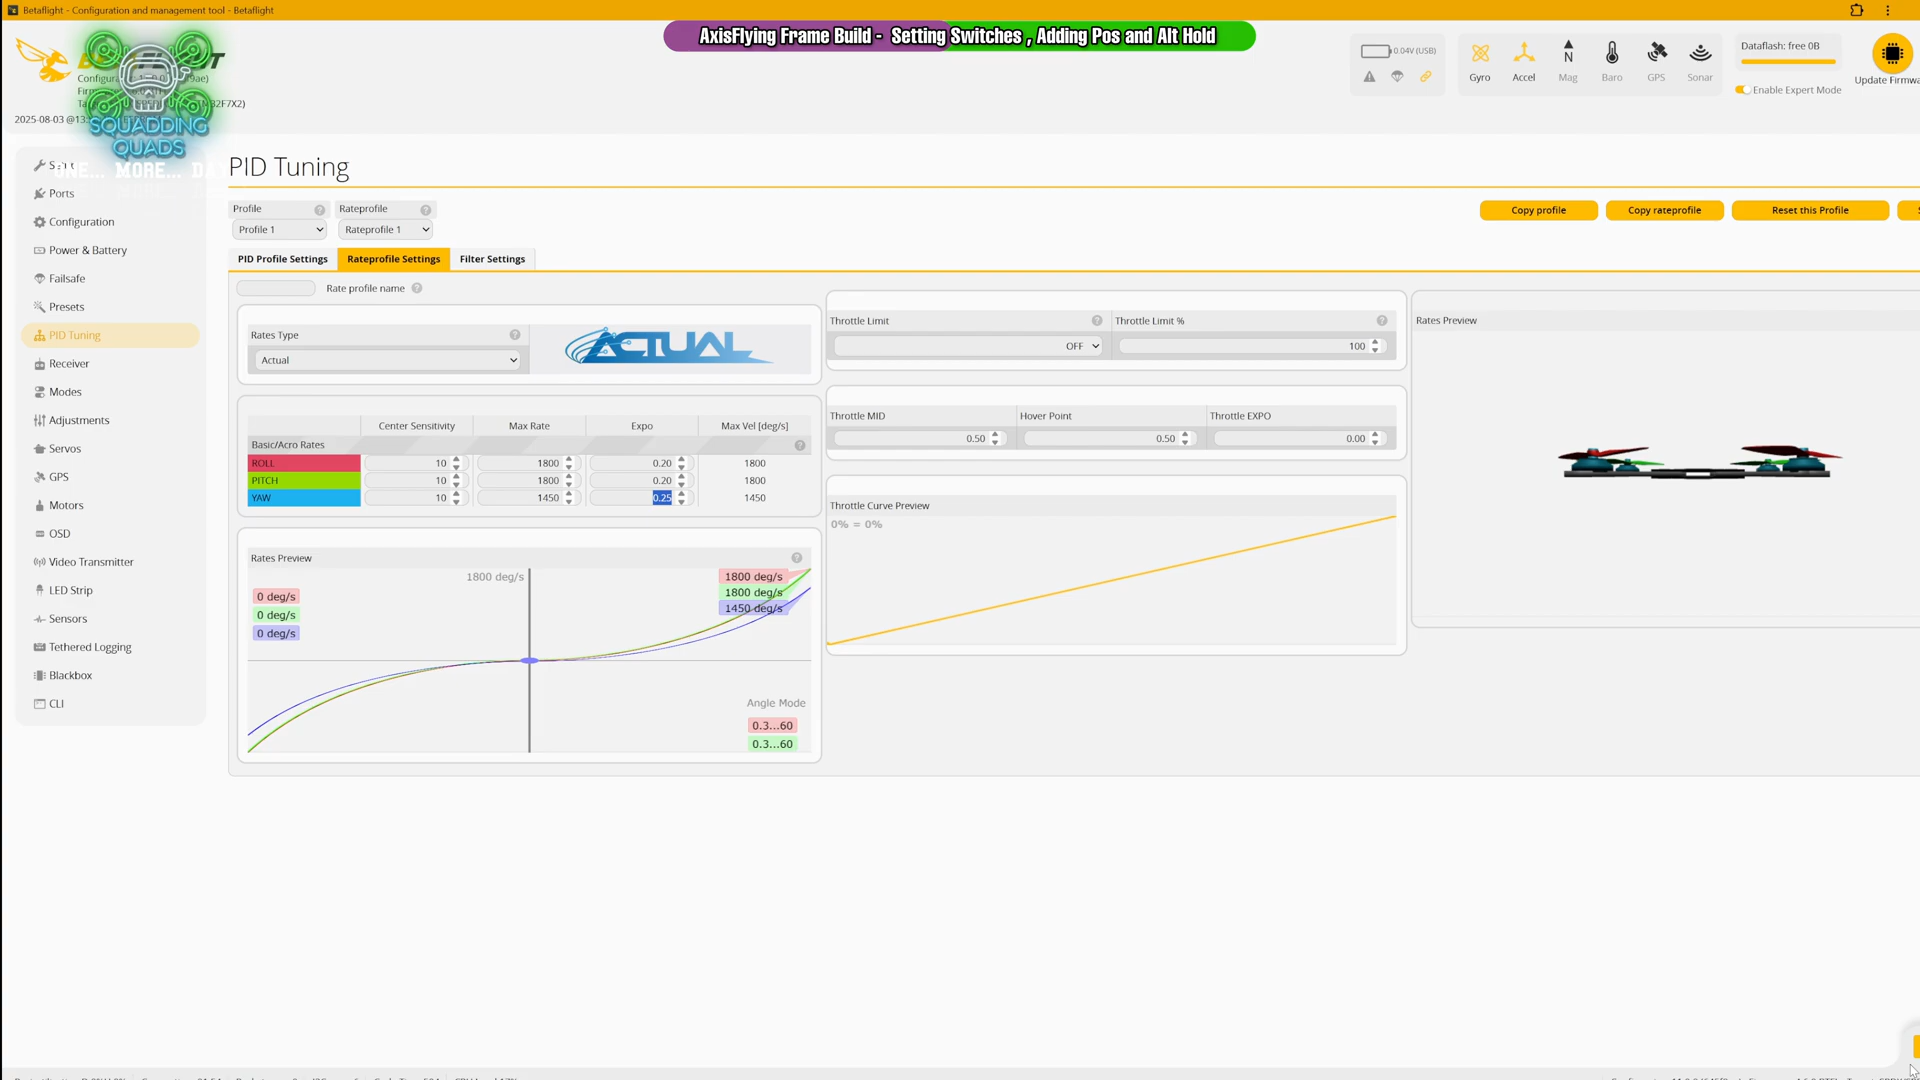 Betaflight - Configuration and management tool - Betaflight
AxisFlying Frame Build - Setting Switches , Adding Pos and Alt Hold
0.04V (USB)
Gyro
Accel
Mag
Baro
GPS
Sonar
Dataflash: free 0B
Enable Expert Mode
Update Firmwa
2025-08-03 @13:
SQUADDING
QUADS
ONE... MORE... DA
Ports
Configuration
Power & Battery
Failsafe
Presets
PID Tuning
Receiver
Modes
Adjustments
Servos
GPS
Motors
OSD
Video Transmitter
LED Strip
Sensors
Tethered Logging
Blackbox
CLI
PID Tuning
Profile
Rateprofile
Profile 1
Rateprofile 1
Copy profile
Copy rateprofile
Reset this Profile
PID Profile Settings
Rateprofile Settings
Filter Settings
Rate profile name
Rates Type
Actual
ACTUAL
Center Sensitivity Max Rate Expo Max Vel [deg/s]
Basic/Acro Rates
ROLL 10 1800 0.20 1800
PITCH 10 1800 0.20 1800
YAW 10 1450 0.25 1450
Rates Preview
1800 deg/s
1800 deg/s
1800 deg/s
1450 deg/s
0 deg/s
0 deg/s
0 deg/s
Angle Mode
0.3...60
0.3...60
Throttle Limit
Throttle Limit %
OFF
100
Throttle MID
Hover Point
Throttle EXPO
0.50
0.50
0.00
Throttle Curve Preview
0% = 0%
Rates Preview